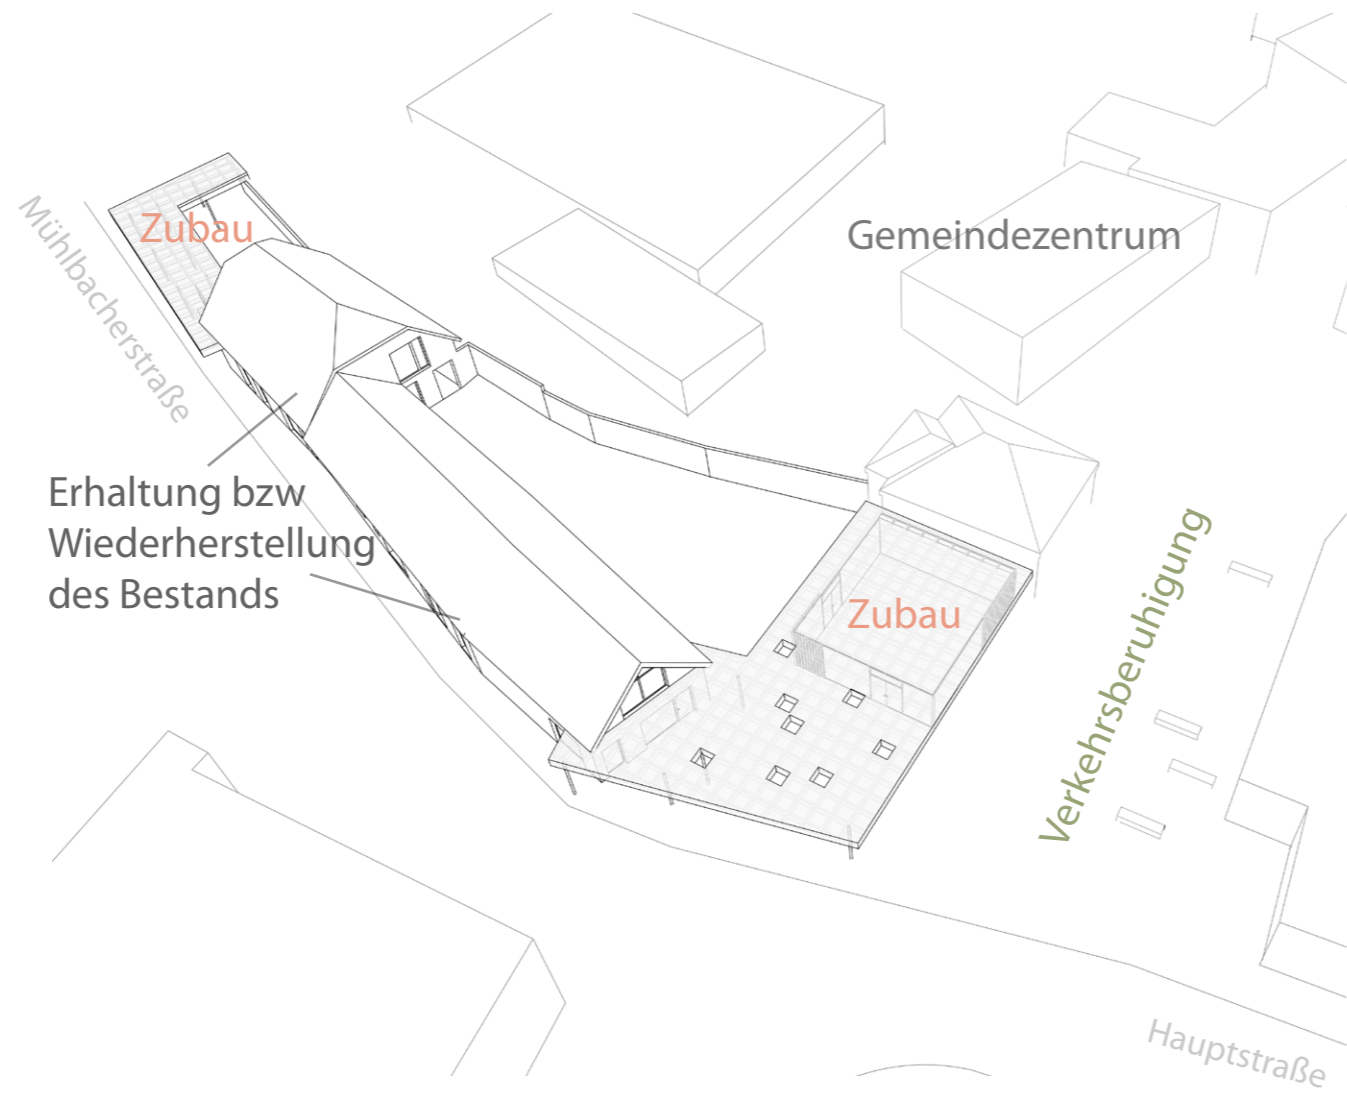 Zubau
Mühlbacherstraße
Gemeindezentrum
Erhaltung bzw
Wiederherstellung
des Bestands
Zubau
Verkehrsberuhigung
Hauptstraße